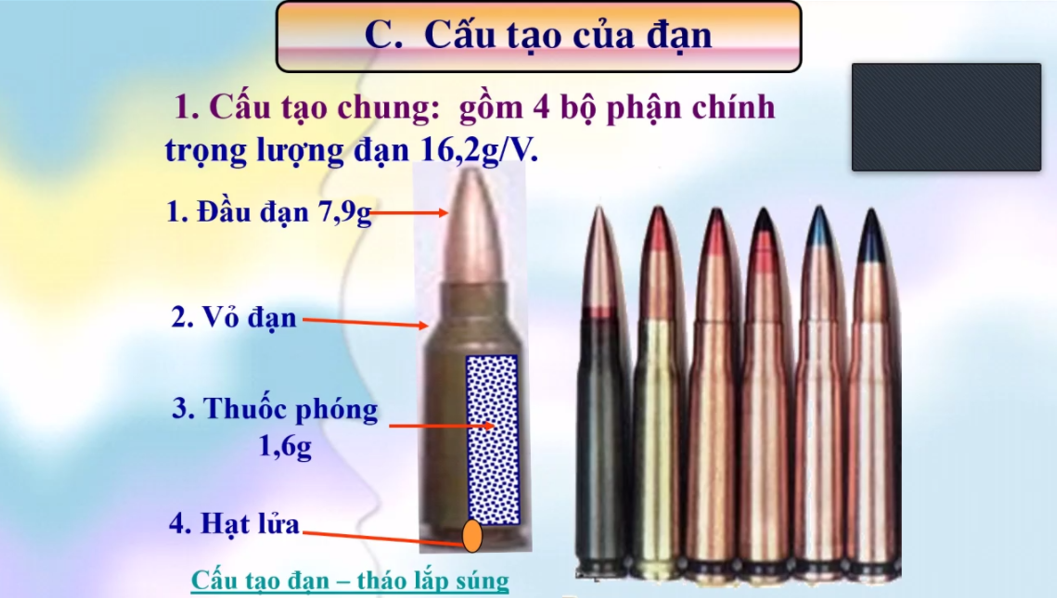 C. Cấu tạo của đạn
1. Cấu tạo chung: gồm 4 bộ phận chính
trọng lượng đạn 16,2g/V.
1. Đầu đạn 7,9g
2. Vỏ đạn
3. Thuốc phóng
1,6g
4. Hạt lửa
Cấu tạo đạn – tháo lắp súng